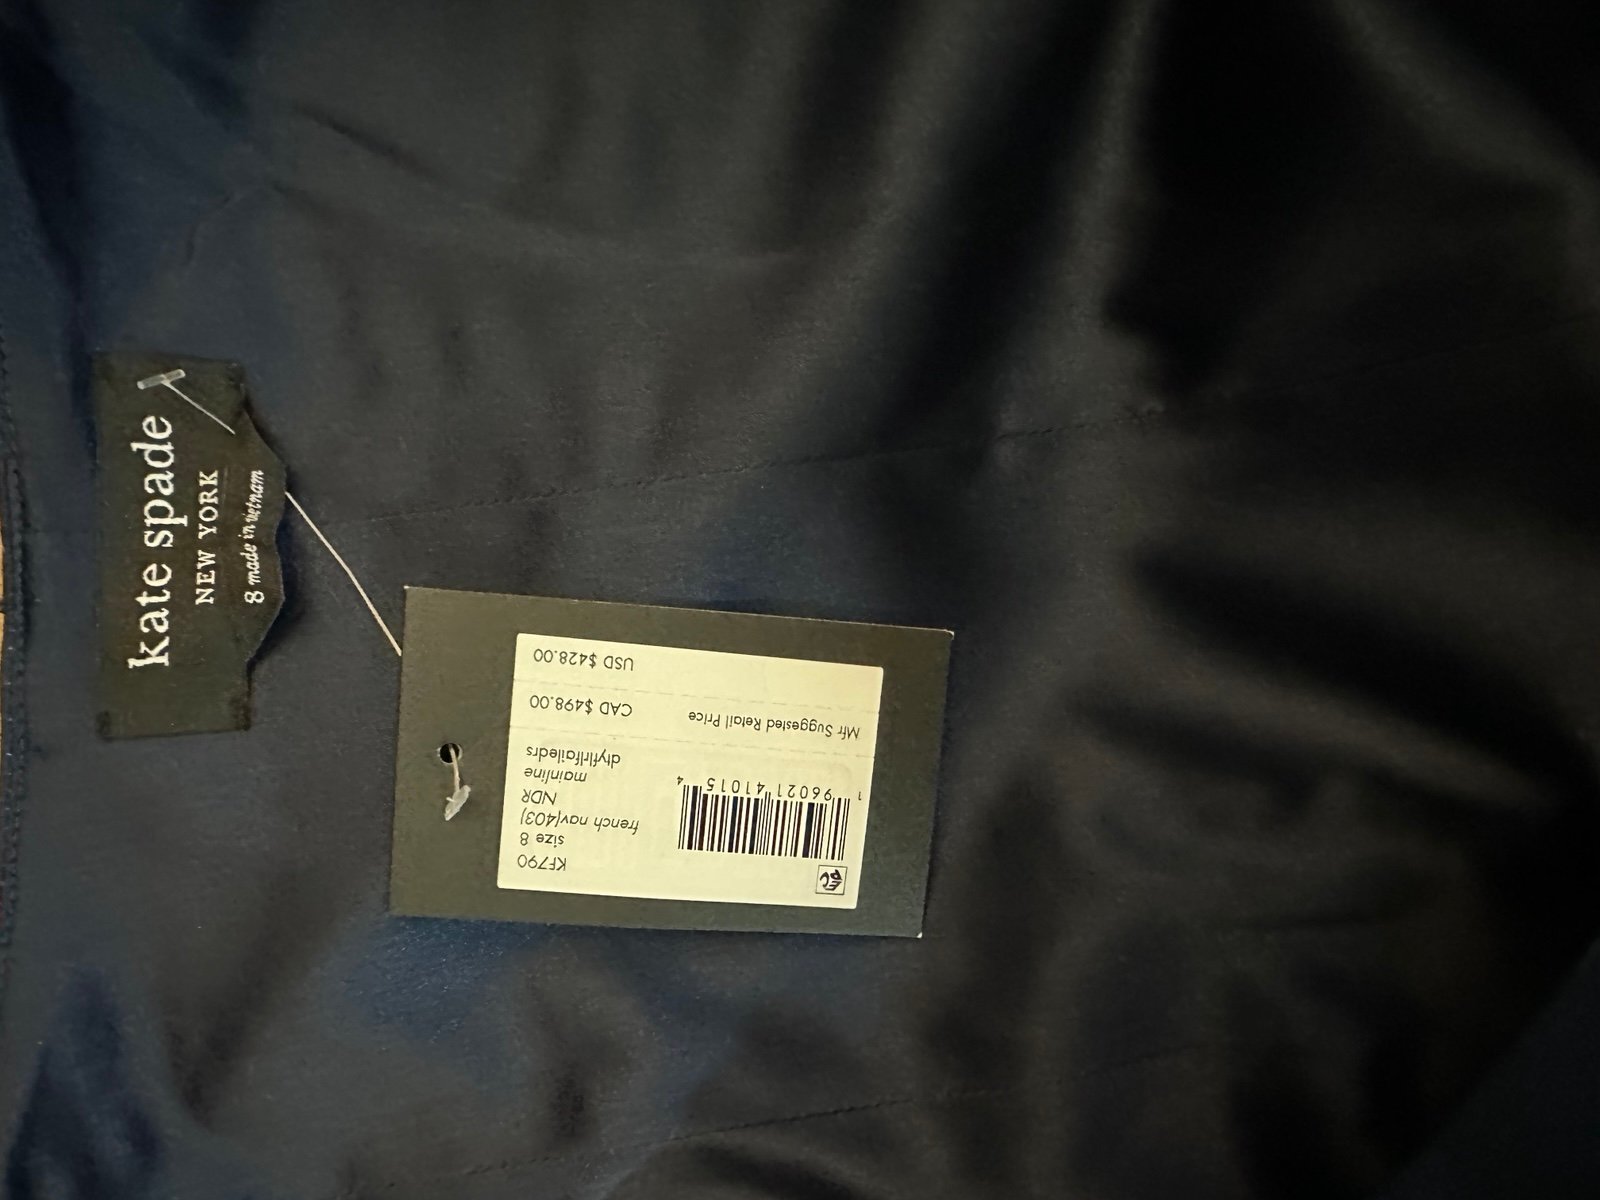 kate spade
NEW YORK
8 made in vietnam
KF790
size 8
french nav(403)
NDR
mainline
dtyflrlfailedrs
1 96021 41015 4
Mfr Suggested Retail Price
CAD $498.00
USD $428.00